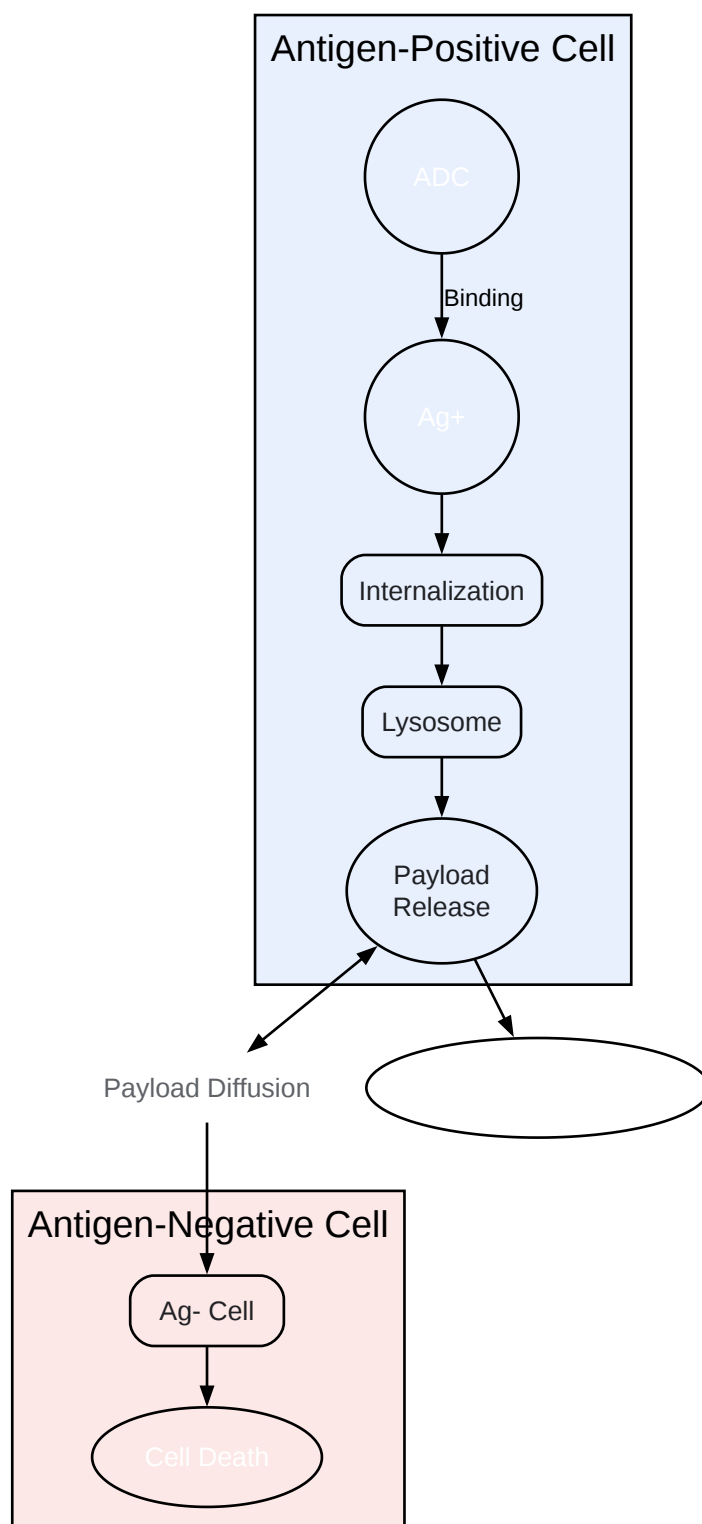 Antigen-Positive Cell
ADC
Binding
Ag+
Internalization
Lysosome
Payload
Release
Payload Diffusion
Antigen-Negative Cell
Ag- Cell
Cell Death